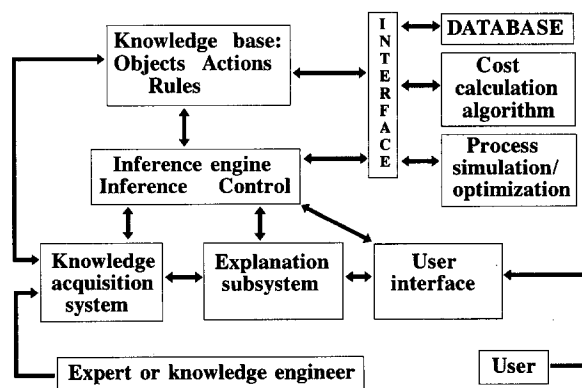 Knowledge base:
Objects Actions
Rules
INTERFACE
DATABASE
Cost
calculation
algorithm
Process
simulation/
optimization
Inference engine
Inference Control
Knowledge
acquisition
system
Explanation
subsystem
User
interface
Expert or knowledge engineer
User